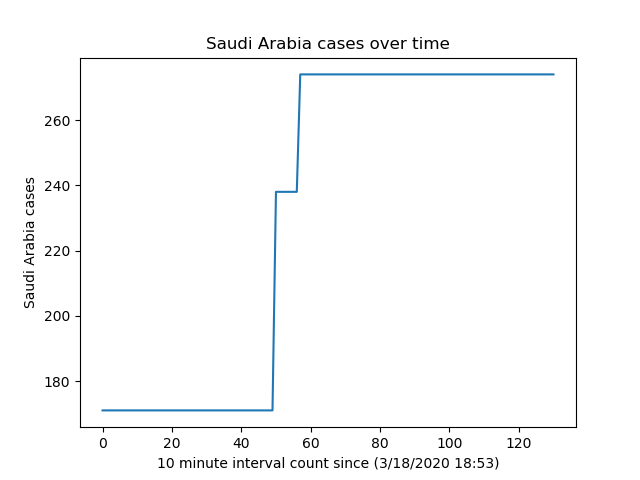 Saudi Arabia cases over time
Saudi Arabia cases
260
240
220
200
180
0 20 40 60 80 100 120
10 minute interval count since (3/18/2020 18:53)